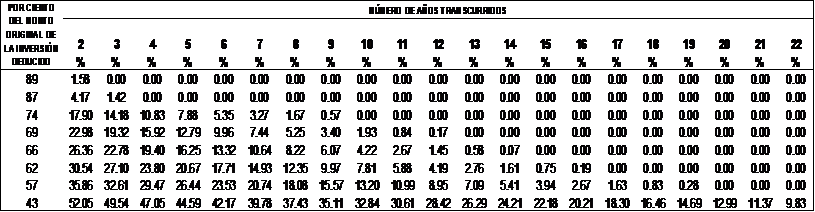 POR CIENTO DEL MONTO ORIGINAL DE LA INVERSIÓN DEDUCIDO
NÚMERO DE AÑOS TRANSCURRIDOS
2 3 4 5 6 7 8 9 10 11 12 13 14 15 16 17 18 19 20 21 22
% % % % % % % % % % % % % % % % % % % % %
89 1.58 0.00 0.00 0.00 0.00 0.00 0.00 0.00 0.00 0.00 0.00 0.00 0.00 0.00 0.00 0.00 0.00 0.00 0.00 0.00 0.00
87 4.17 1.42 0.00 0.00 0.00 0.00 0.00 0.00 0.00 0.00 0.00 0.00 0.00 0.00 0.00 0.00 0.00 0.00 0.00 0.00 0.00
74 17.90 14.18 10.83 7.88 5.35 3.27 1.67 0.57 0.00 0.00 0.00 0.00 0.00 0.00 0.00 0.00 0.00 0.00 0.00 0.00 0.00
69 22.98 19.32 15.92 12.79 9.96 7.44 5.25 3.40 1.93 0.84 0.17 0.00 0.00 0.00 0.00 0.00 0.00 0.00 0.00 0.00 0.00
66 26.36 22.78 19.40 16.25 13.32 10.64 8.22 6.07 4.22 2.67 1.45 0.58 0.07 0.00 0.00 0.00 0.00 0.00 0.00 0.00 0.00
62 30.54 27.10 23.80 20.67 17.71 14.93 12.35 9.97 7.81 5.88 4.19 2.76 1.61 0.75 0.19 0.00 0.00 0.00 0.00 0.00 0.00
57 35.86 32.61 29.47 26.44 23.53 20.74 18.08 15.57 13.20 10.99 8.95 7.09 5.41 3.94 2.67 1.63 0.83 0.28 0.00 0.00 0.00
43 52.05 49.54 47.05 44.59 42.17 39.78 37.43 35.11 32.84 30.61 28.42 26.29 24.21 22.18 20.21 18.30 16.46 14.69 12.99 11.37 9.83